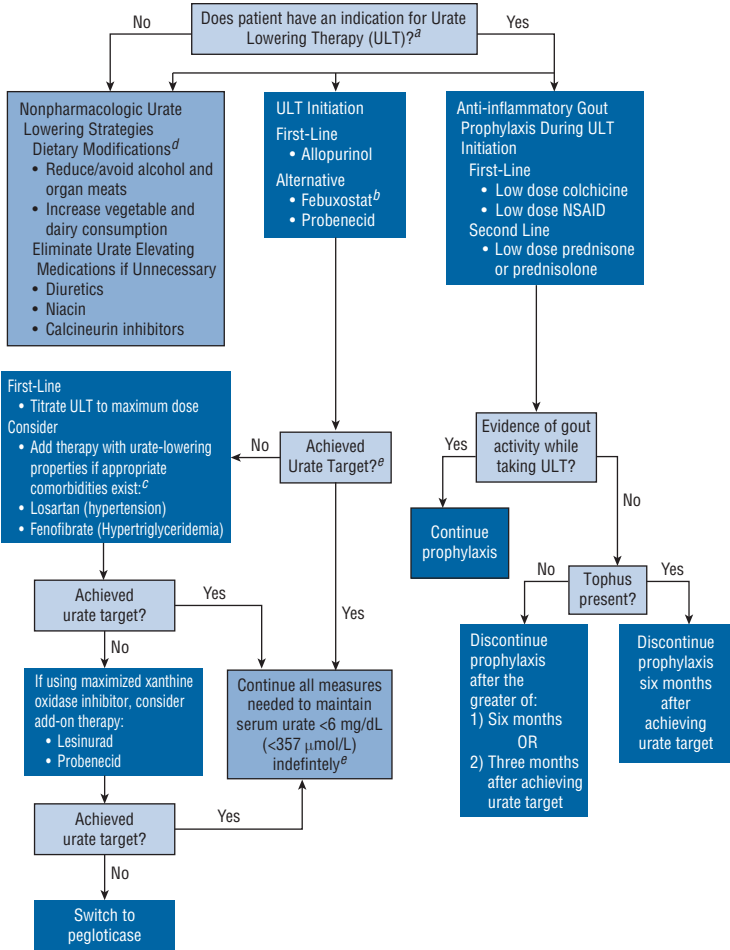 Does patient have an indication for Urate
Lowering Therapy (ULT)?a
No
Yes
Nonpharmacologic Urate
Lowering Strategies
Dietary Modificationsd
• Reduce/avoid alcohol and
organ meats
• Increase vegetable and
dairy consumption
Eliminate Urate Elevating
Medications if Unnecessary
• Diuretics
• Niacin
• Calcineurin inhibitors
ULT Initiation
First-Line
• Allopurinol
Alternative
• Febuxostatb
• Probenecid
Anti-inflammatory Gout
Prophylaxis During ULT
Initiation
First-Line
• Low dose colchicine
• Low dose NSAID
Second Line
• Low dose prednisone
or prednisolone
First-Line
• Titrate ULT to maximum dose
Consider
• Add therapy with urate-lowering
properties if appropriate
comorbidities exist:c
• Losartan (hypertension)
• Fenofibrate (Hypertriglyceridemia)
No
Achieved
Urate Target?e
Yes
Evidence of gout
activity while
taking ULT?
Yes
No
Continue
prophylaxis
No
Tophus
present?
Yes
Achieved
urate target?
Yes
No
Discontinue
prophylaxis
after the
greater of:
1) Six months
OR
2) Three months
after achieving
urate target
Discontinue
prophylaxis
six months
after
achieving
urate target
If using maximized xanthine
oxidase inhibitor, consider
add-on therapy:
• Lesinurad
• Probenecid
Continue all measures
needed to maintain
serum urate <6 mg/dL
(<357 μmol/L)
indefintelye
Achieved
urate target?
Yes
No
Switch to
pegloticase